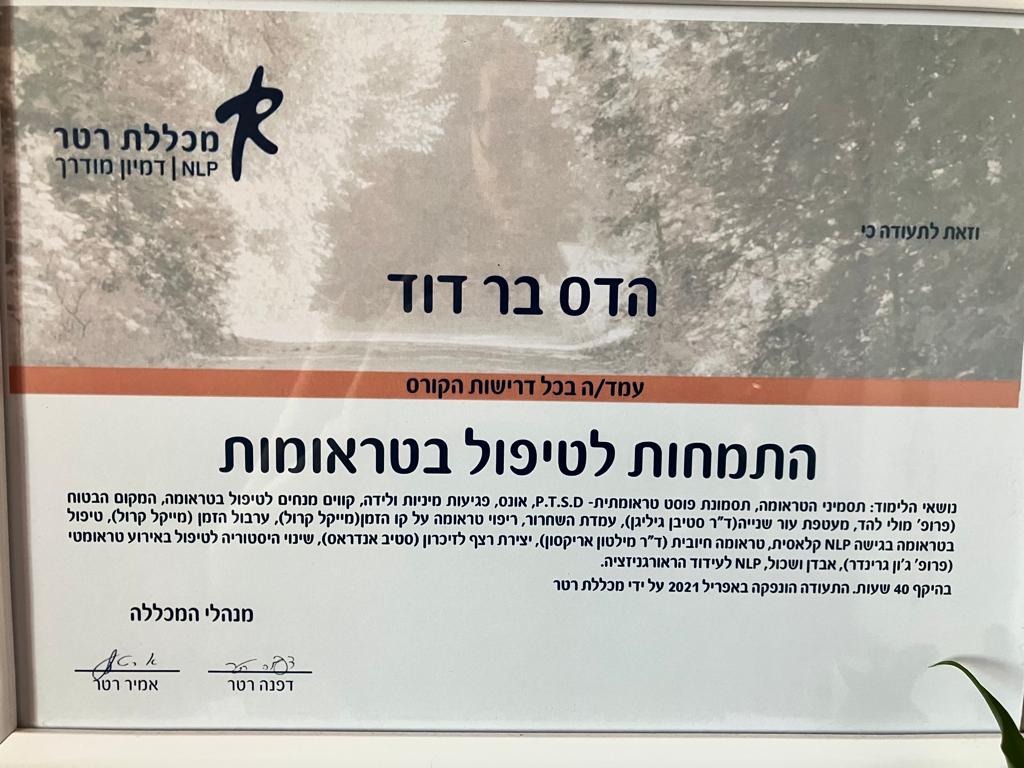 מכללת רטר
NLP | דמיון מודרך
וזאת לתעודה כי
הדס בר דוד
עמד/ה בכל דרישות הקורס
התמחות לטיפול בטראומות
נושאי הלימוד: תסמיני הטראומה, תסמונת פוסט טראומתית- P.T.S.D, אונס, פגיעות מיניות ולידה, קווים מנחים לטיפול בטראומה, המקום הבטוח
(פרופ' מולי להד, מעטפת עור שנייה(ד"ר סטיבן גיליגן), עמדת השחרור, ריפוי טראומה על קו הזמן(מייקל קרול), ערבול הזמן (מייקל קרול), טיפול
בטראומה בגישה NLP קלאסית, טראומה חיובית (ד"ר מילטון אריקסון), יצירת רצף לזיכרון (סטיב אנדראס), שינוי היסטוריה לטיפול באירוע טראומטי
(פרופ' ג'ון גרינדר), אבדן ושכול, NLP לעידוד הראורגניזציה.
בהיקף 40 שעות. התעודה הונפקה באפריל 2021 על ידי מכללת רטר
מנהלי המכללה
דפנה רטר
אמיר רטר